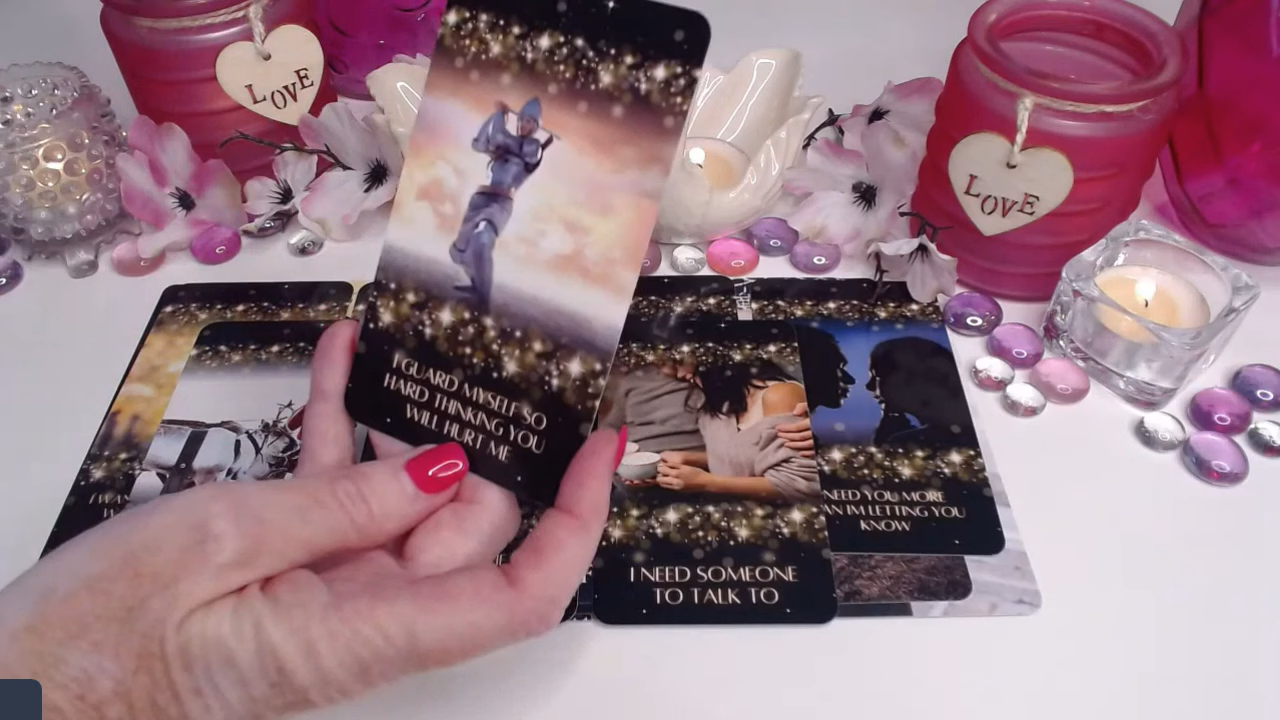 LOVE
LOVE
I GUARD MYSELF SO
HARD THINKING YOU
WILL HURT ME
NEED YOU MORE
IM LETTING YOU
KNOW
I NEED SOMEONE
TO TALK TO